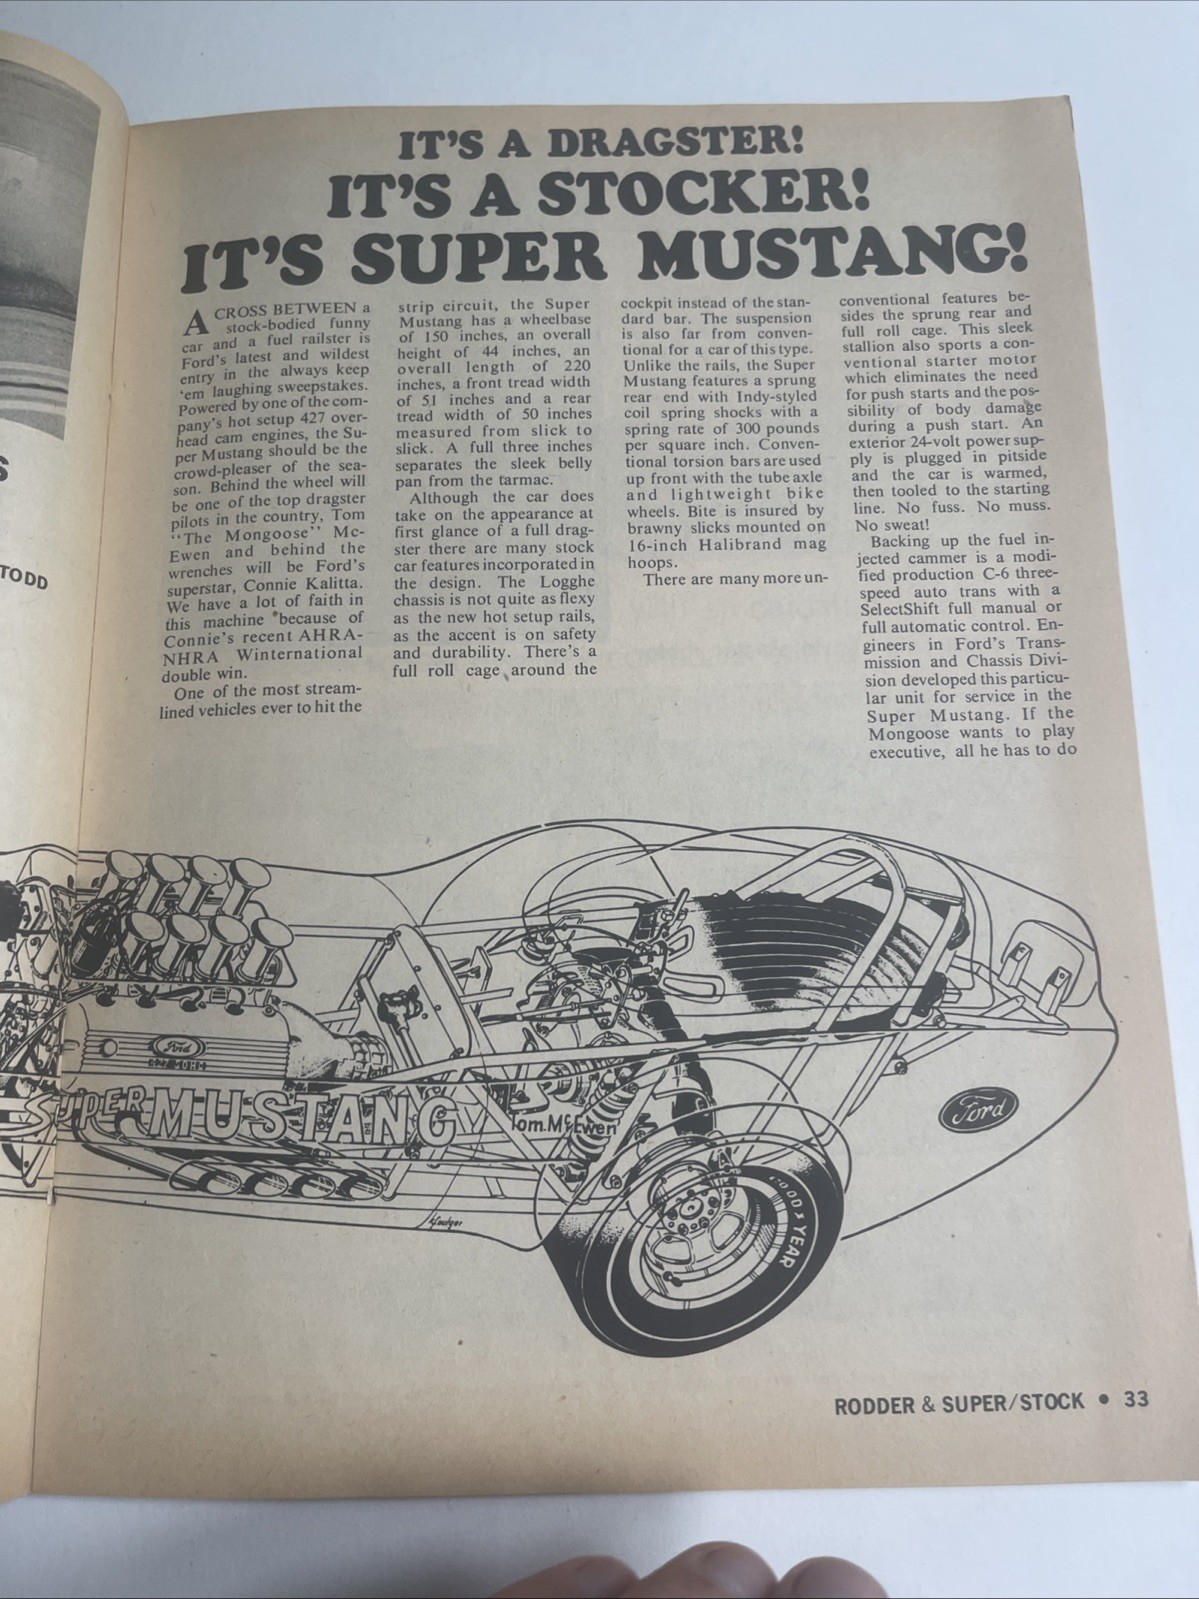 IT'S A DRAGSTER!
IT'S A STOCKER!
IT'S SUPER MUSTANG!
A CROSS BETWEEN a
stock-bodied funny
car and a fuel railster is
Ford's latest and wildest
entry in the always keep
'em laughing sweepstakes.
Powered by one of the com-
pany's hot setup 427 over-
head cam engines, the Su-
per Mustang should be the
crowd-pleaser of the sea-
son. Behind the wheel will
be one of the top dragster
pilots in the country, Tom
"The Mongoose" Mc-
Ewen and behind the
wrenches will be Ford's
superstar, Connie Kalitta.
We have a lot of faith in
this machine because of
Connie's recent AHRA-
NHRA Winternational
double win.
One of the most stream-
lined vehicles ever to hit the
strip circuit, the Super
Mustang has a wheelbase
of 150 inches, an overall
height of 44 inches, an
overall length of 220
inches, a front tread width
of 51 inches and a rear
tread width of 50 inches
measured from slick to
slick. A full three inches
separates the sleek belly
pan from the tarmac.
Although the car does
take on the appearance at
first glance of a full drag-
ster there are many stock
car features incorporated in
the design. The Logghe
chassis is not quite as flexy
as the new hot setup rails,
as the accent is on safety
and durability. There's a
full roll cage around the
cockpit instead of the stan-
dard bar. The suspension
is also far from conven-
tional for a car of this type.
Unlike the rails, the Super
Mustang features a sprung
rear end with Indy-styled
coil spring shocks with a
spring rate of 300 pounds
per square inch. Conven-
tional torsion bars are used
up front with the tube axle
and lightweight bike
wheels. Bite is insured by
brawny slicks mounted on
16-inch Halibrand mag
hoops.
There are many more un-
conventional features be-
sides the sprung rear and
full roll cage. This sleek
stallion also sports a con-
ventional starter motor
which eliminates the need
for push starts and the pos-
sibility of body damage
during a push start. An
exterior 24-volt power sup-
ply is plugged in pitside
and the car is warmed,
then tooled to the starting
line. No fuss. No muss.
No sweat!
Backing up the fuel in-
jected cammer is a modi-
fied production C-6 three-
speed auto trans with a
SelectShift full manual or
full automatic control. En-
gineers in Ford's Trans-
mission and Chassis Divi-
sion developed this particu-
lar unit for service in the
Super Mustang. If the
Mongoose wants to play
executive, all he has to do
S
TODD
Ford
427 SOHC
SUPER MUSTANG
Tom McEwen
Ford
GOODYEAR
RODDER & SUPER/STOCK • 33